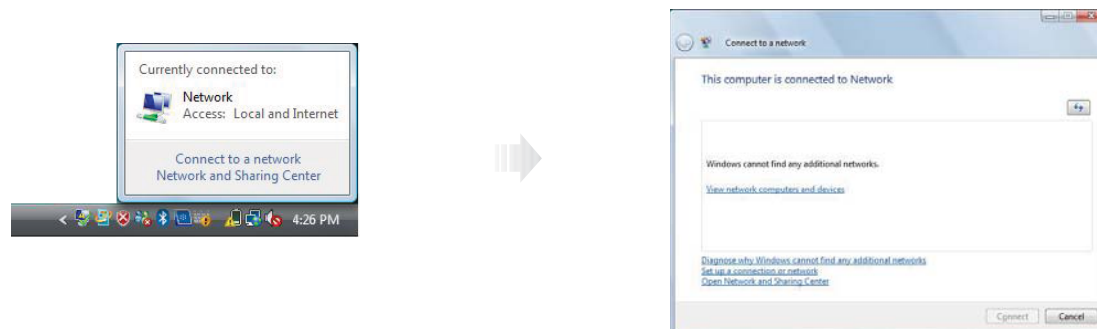 Currently connected to:
Network
Access: Local and Internet
Connect to a network
Network and Sharing Center
4:26 PM
Connect to a network
This computer is connected to Network
Windows cannot find any additional networks.
View network computers and devices
Diagnose why Windows cannot find any additional networks
Set up a connection or network
Open Network and Sharing Center
Connect Cancel